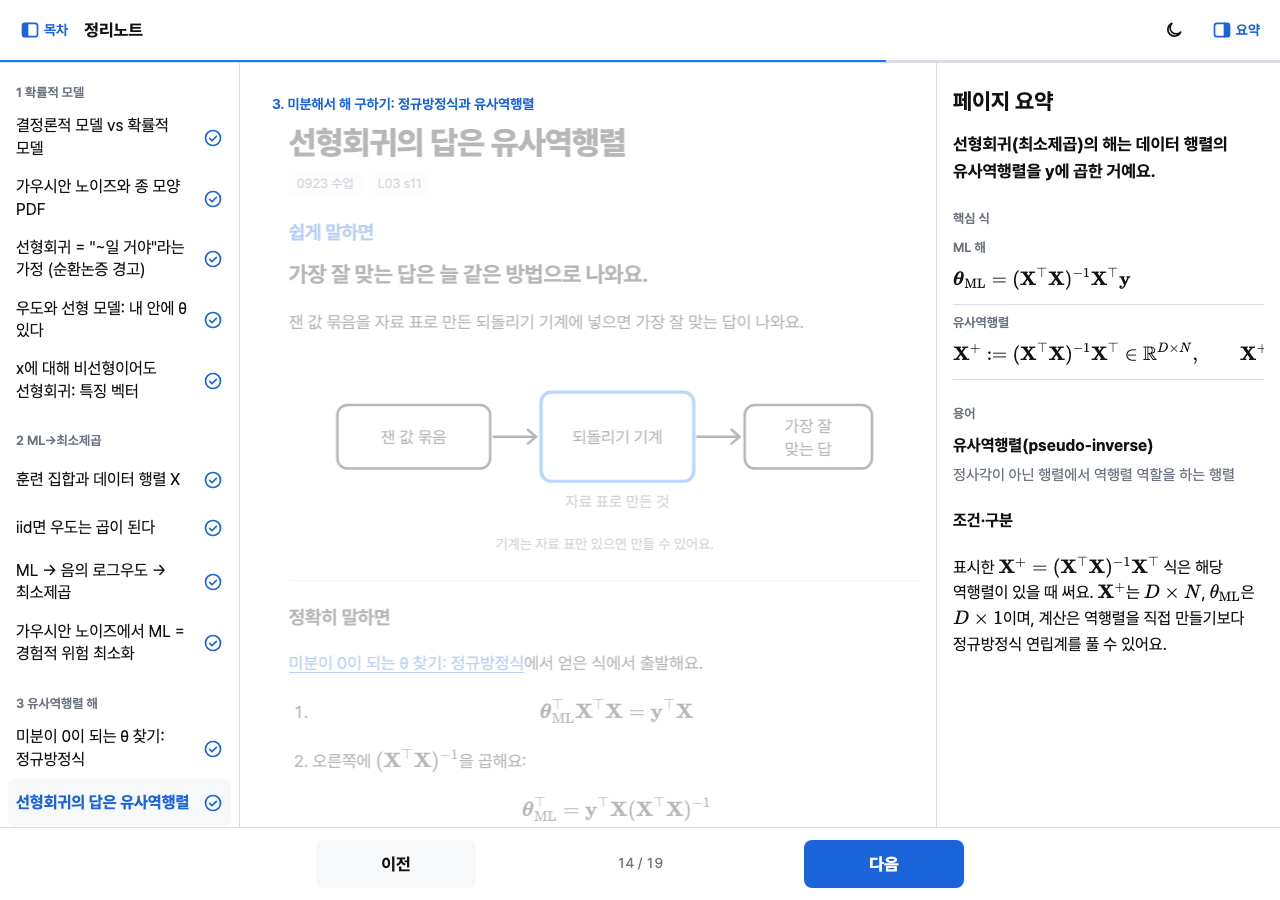 목차
정리노트
요약
1 확률적 모델
결정론적 모델 vs 확률적
모델
가우시안 노이즈와 종 모양
PDF
선형회귀 = "~일 거야"라는
가정 (순환논증 경고)
우도와 선형 모델: 내 안에 θ
있다
x에 대해 비선형이어도
선형회귀: 특징 벡터
2 ML→최소제곱
훈련 집합과 데이터 행렬 X
iid면 우도는 곱이 된다
ML → 음의 로그우도 →
최소제곱
가우시안 노이즈에서 ML =
경험적 위험 최소화
3 유사역행렬 해
미분이 0이 되는 θ 찾기:
정규방정식
선형회귀의 답은 유사역행렬
3. 미분해서 해 구하기: 정규방정식과 유사역행렬
선형회귀의 답은 유사역행렬
0923 수업
L03 s11
쉽게 말하면
가장 잘 맞는 답은 늘 같은 방법으로 나와요.
잰 값 묶음을 자료 표로 만든 되돌리기 기계에 넣으면 가장 잘 맞는 답이 나와요.
잰 값 묶음
되돌리기 기계
가장 잘
맞는 답
자료 표로 만든 것
기계는 자료 표만 있으면 만들 수 있어요.
정확히 말하면
미분이 0이 되는 θ 찾기: 정규방정식에서 얻은 식에서 출발해요.
1. θ⊤ML X⊤X = y⊤X
2. 오른쪽에 (X⊤X)−1을 곱해요:
θ⊤ML = y⊤X(X⊤X)−1
페이지 요약
선형회귀(최소제곱)의 해는 데이터 행렬의
유사역행렬을 y에 곱한 거예요.
핵심 식
ML 해
θML = (X⊤X)−1X⊤y
유사역행렬
X+ := (X⊤X)−1X⊤ ∈ ℝD×N, X+
용어
유사역행렬(pseudo-inverse)
정사각이 아닌 행렬에서 역행렬 역할을 하는 행렬
조건·구분
표시한 X+ = (X⊤X)−1X⊤ 식은 해당
역행렬이 있을 때 써요. X+는 D × N, θML은
D × 1이며, 계산은 역행렬을 직접 만들기보다
정규방정식 연립계를 풀 수 있어요.
이전
14 / 19
다음